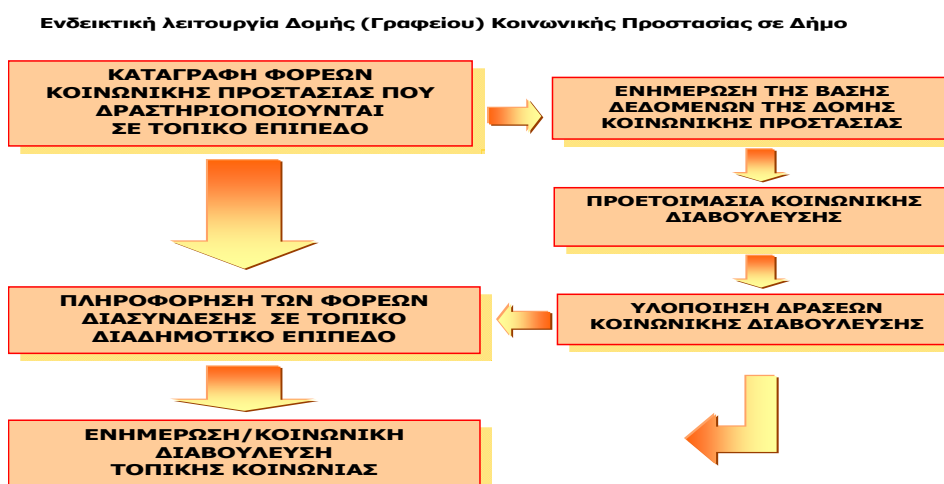 Ενδεικτική λειτουργία Δομής (Γραφείου) Κοινωνικής Προστασίας σε Δήμο
ΚΑΤΑΓΡΑΦΗ ΦΟΡΕΩΝ
ΚΟΙΝΩΝΙΚΗΣ ΠΡΟΣΤΑΣΙΑΣ ΠΟΥ
ΔΡΑΣΤΗΡΙΟΠΟΙΟΥΝΤΑΙ
ΣΕ ΤΟΠΙΚΟ ΕΠΙΠΕΔΟ
ΕΝΗΜΕΡΩΣΗ ΤΗΣ ΒΑΣΗΣ
ΔΕΔΟΜΕΝΩΝ ΤΗΣ ΔΟΜΗΣ
ΚΟΙΝΩΝΙΚΗΣ ΠΡΟΣΤΑΣΙΑΣ
ΠΡΟΕΤΟΙΜΑΣΙΑ ΚΟΙΝΩΝΙΚΗΣ
ΔΙΑΒΟΥΛΕΥΣΗΣ
ΥΛΟΠΟΙΗΣΗ ΔΡΑΣΕΩΝ
ΚΟΙΝΩΝΙΚΗΣ ΔΙΑΒΟΥΛΕΥΣΗΣ
ΠΛΗΡΟΦΟΡΗΣΗ ΤΩΝ ΦΟΡΕΩΝ
ΔΙΑΣΥΝΔΕΣΗΣ ΣΕ ΤΟΠΙΚΟ
ΔΙΑΔΗΜΟΤΙΚΟ ΕΠΙΠΕΔΟ
ΕΝΗΜΕΡΩΣΗ/ΚΟΙΝΩΝΙΚΗ
ΔΙΑΒΟΥΛΕΥΣΗ
ΤΟΠΙΚΗΣ ΚΟΙΝΩΝΙΑΣ